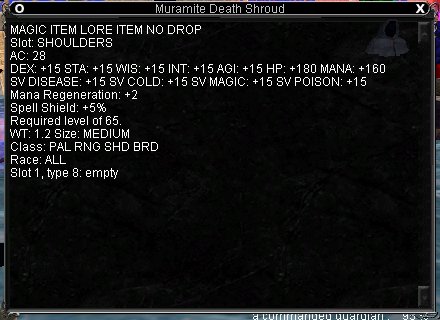 O Muramite Death Shroud X
MAGIC ITEM LORE ITEM NO DROP
Slot: SHOULDERS
AC: 28
DEX: +15 STA: +15 WIS: +15 INT: +15 AGI: +15 HP: +180 MANA: +160
SV DISEASE: +15 SV COLD: +15 SV MAGIC: +15 SV POISON: +15
Mana Regeneration: +2
Spell Shield: +5%
Required level of 65.
WT: 1.2 Size: MEDIUM
Class: PAL RNG SHD BRD
Race: ALL
Slot 1, type 8: empty
a commanded guardian